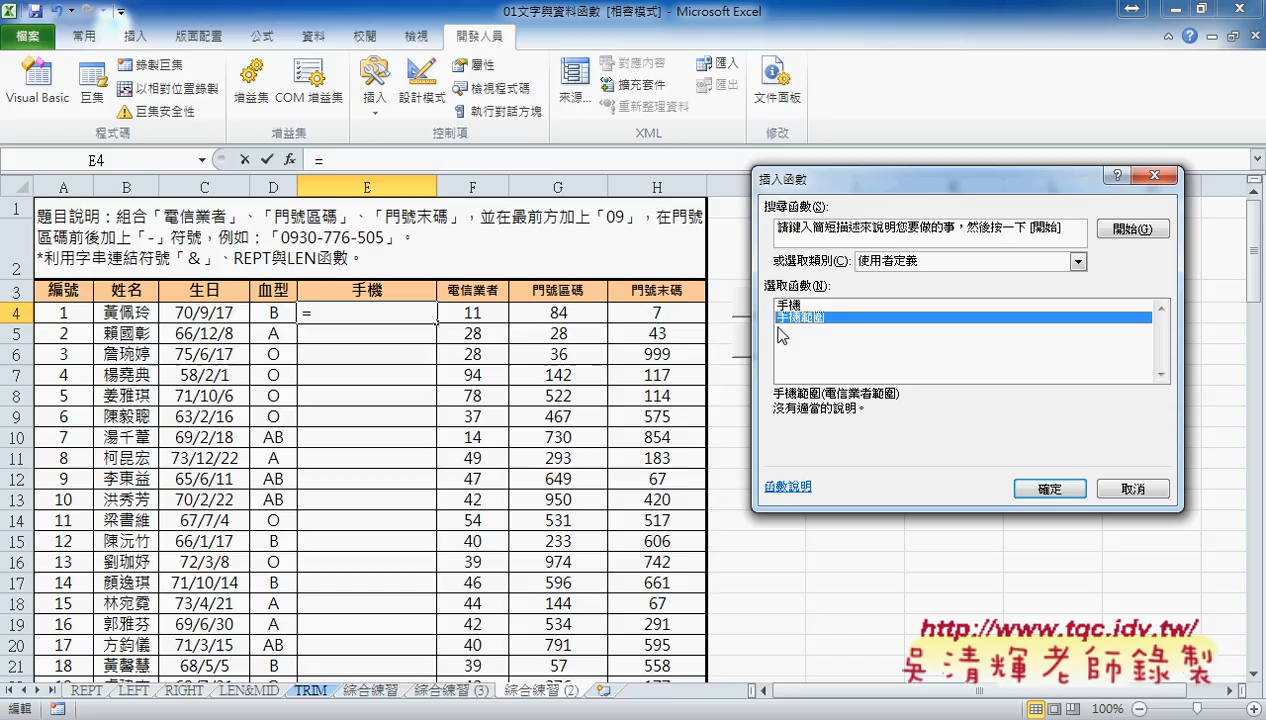 01文字與資料函數 [相容模式] - Microsoft Excel
檔案 常用 插入 版面配置 公式 資料 校閱 檢視 開發人員
Visual Basic 巨集 錄製巨集 以相對位置錄製 巨集安全性 程式碼
增益集 COM 增益集 增益集
插入 設計模式 屬性 檢視程式碼 執行對話方塊 控制項
來源... 對應內容 擴充套件 重新整理資料 匯入 匯出 XML
文件面板 修改
E4 fx =
A B C D E F G H
1 題目說明：組合「電信業者」、「門號區碼」、「門號末碼」，並在最前方加上「09」，在門號
區碼前後加上「-」符號，例如：「0930-776-505」。
2 *利用字串連結符號「&」、REPT與LEN函數。
3 編號 姓名 生日 血型 手機 電信業者 門號區碼 門號末碼
4 1 黃佩玲 70/9/17 B = 11 84 7
5 2 賴國彰 66/12/8 A 28 28 43
6 3 詹琬婷 75/6/17 O 28 36 999
7 4 楊堯典 58/2/1 O 94 142 117
8 5 姜雅琪 71/10/6 O 78 522 114
9 6 陳毅聰 63/2/16 O 37 467 575
10 7 湯千葦 69/2/18 AB 14 730 854
11 8 柯昆宏 73/12/22 A 49 293 183
12 9 李東益 65/6/11 AB 47 649 67
13 10 洪秀芳 70/2/22 AB 42 950 420
14 11 梁書維 67/7/4 O 54 531 517
15 12 陳沅竹 66/1/17 B 40 233 606
16 13 劉珈妤 72/3/8 O 39 974 742
17 14 顏逸琪 71/10/14 B 46 596 661
18 15 林宛霓 73/4/21 A 44 144 67
19 16 郭雅芬 69/6/30 A 42 534 291
20 17 方鈞儀 71/3/15 AB 40 791 595
21 18 黃馨慧 68/5/5 B 39 57 558
插入函數
搜尋函數(S):
請鍵入簡短描述來說明您要做的事，然後按一下 [開始]
開始(G)
或選取類別(C): 使用者定義
選取函數(N):
手機
手機範圍
手機範圍(電信業者範圍)
沒有適當的說明。
函數說明
確定 取消
http://www.tqc.idv.tw/
吳清輝老師錄製
REPT LEFT RIGHT LEN&MID TRIM 綜合練習 綜合練習 (3) 綜合練習 (2)
編輯 100%